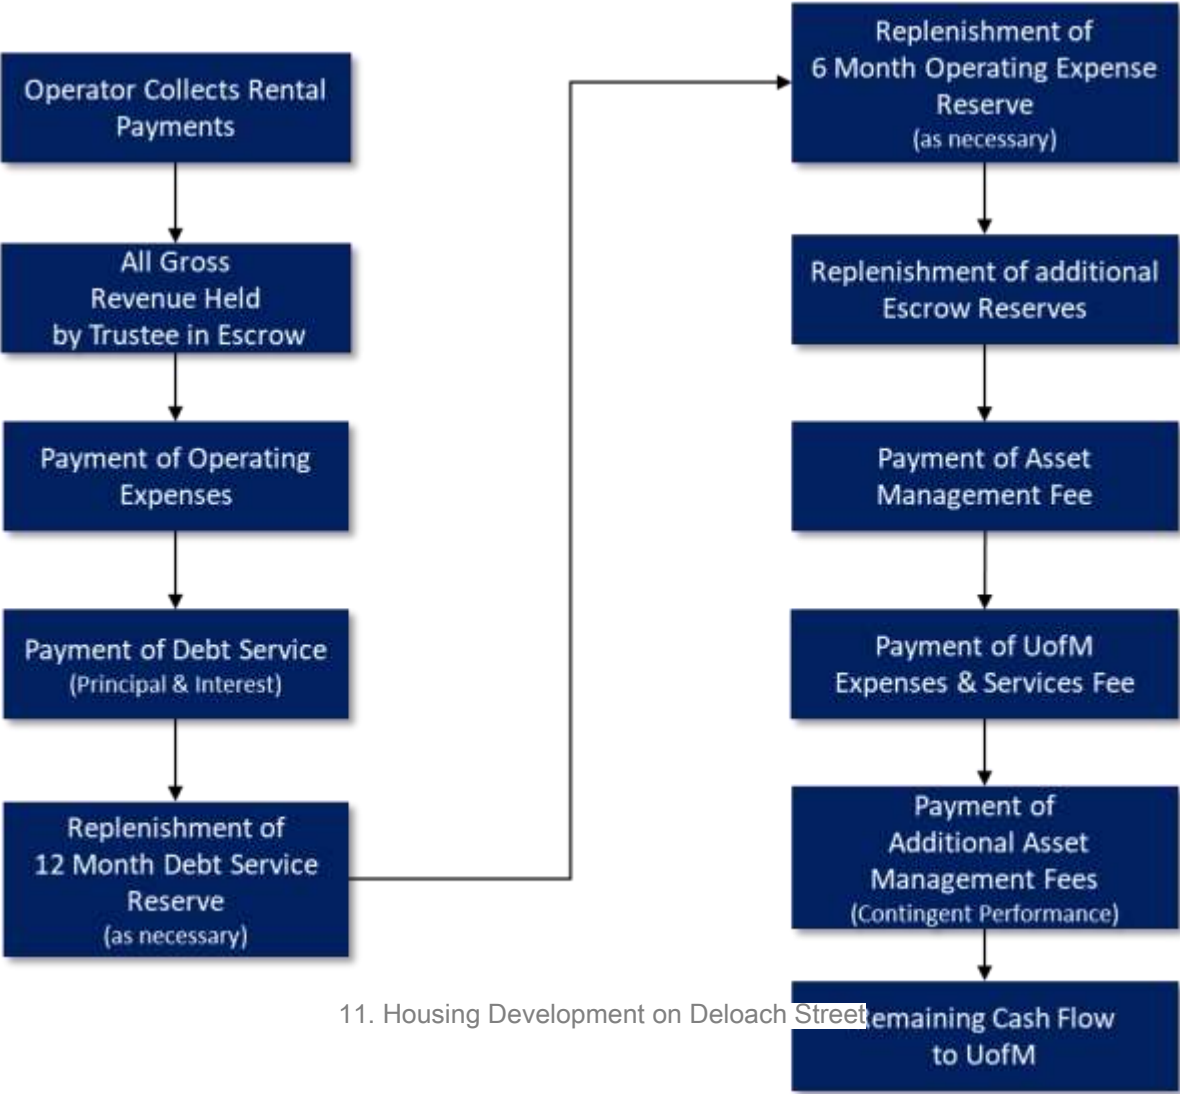 Operator Collects Rental
Payments
All Gross
Revenue Held
by Trustee in Escrow
Payment of Operating
Expenses
Payment of Debt Service
(Principal & Interest)
Replenishment of
12 Month Debt Service
Reserve
(as necessary)
Replenishment of
6 Month Operating Expense
Reserve
(as necessary)
Replenishment of additional
Escrow Reserves
Payment of Asset
Management Fee
Payment of UofM
Expenses & Services Fee
Payment of
Additional Asset
Management Fees
(Contingent Performance)
11. Housing Development on Deloach Street
emaining Cash Flow
to UofM